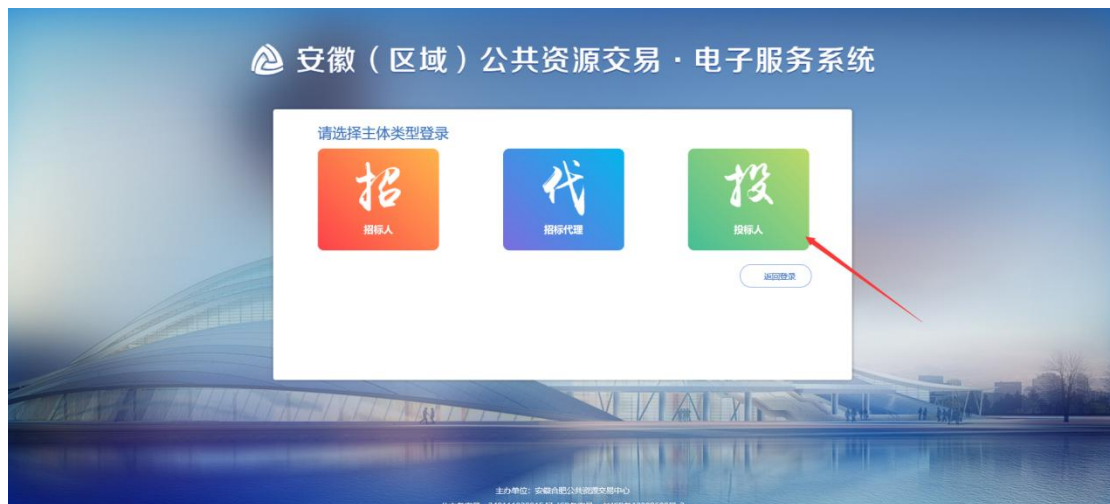 安徽（区域）公共资源交易·电子服务系统
请选择主体类型登录
招 代 投
招标人 招标代理 投标人
返回登录
主办单位：安徽合肥公共资源交易中心